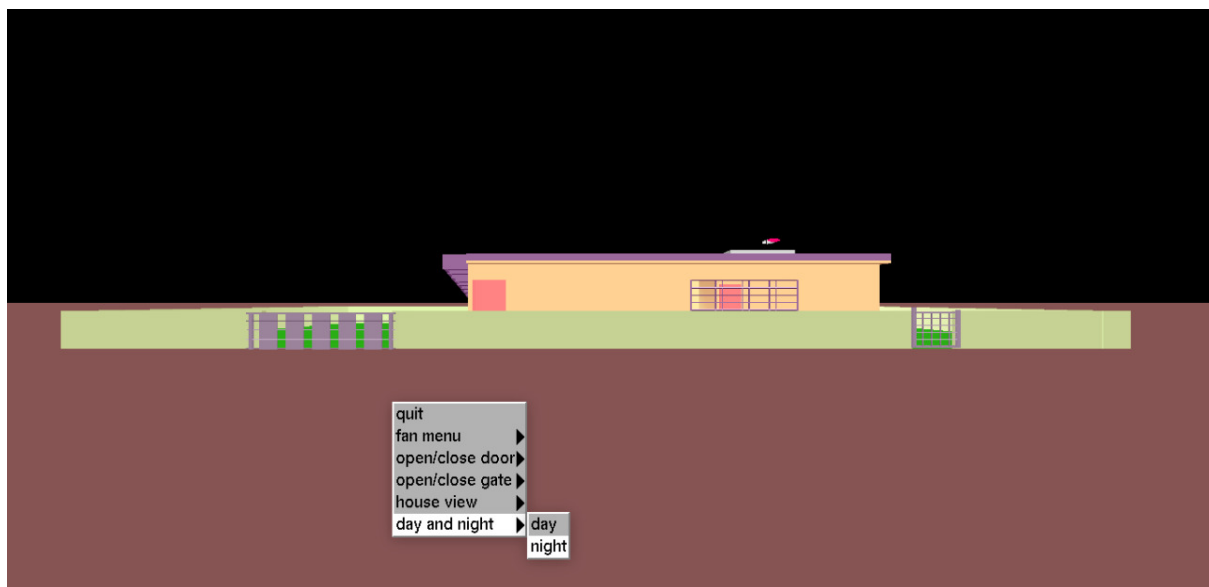 quit
fan menu
open/close door
open/close gate
house view
day and night
day
night